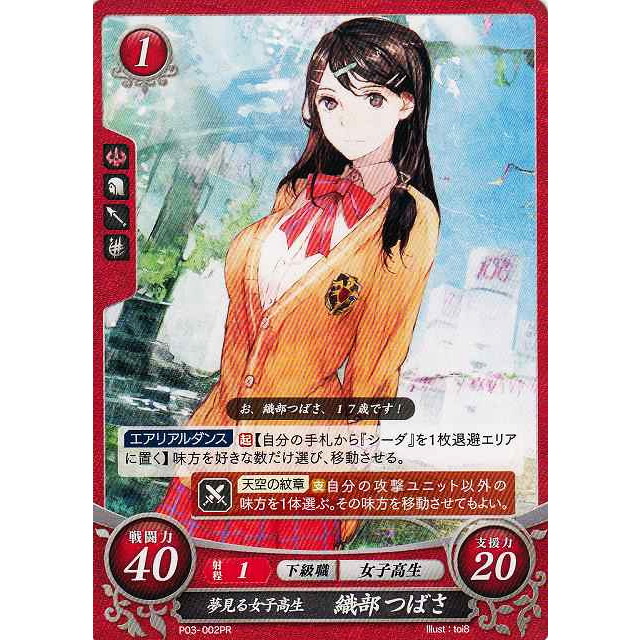 1
108
お、織部つばさ、17歳です!
エアリアルダンス 起【自分の手札から『シーダ』を1枚退避エリア
に置く】味方を好きな数だけ選び、移動させる。
天空の紋章 支 自分の攻撃ユニット以外の
味方を1体選ぶ。その味方を移動させてもよい。
戦闘力
40
射程 1 下級職 女子高生
支援力
20
夢見る女子高生 織部 つばさ
P03-002PR
Illust:toi8